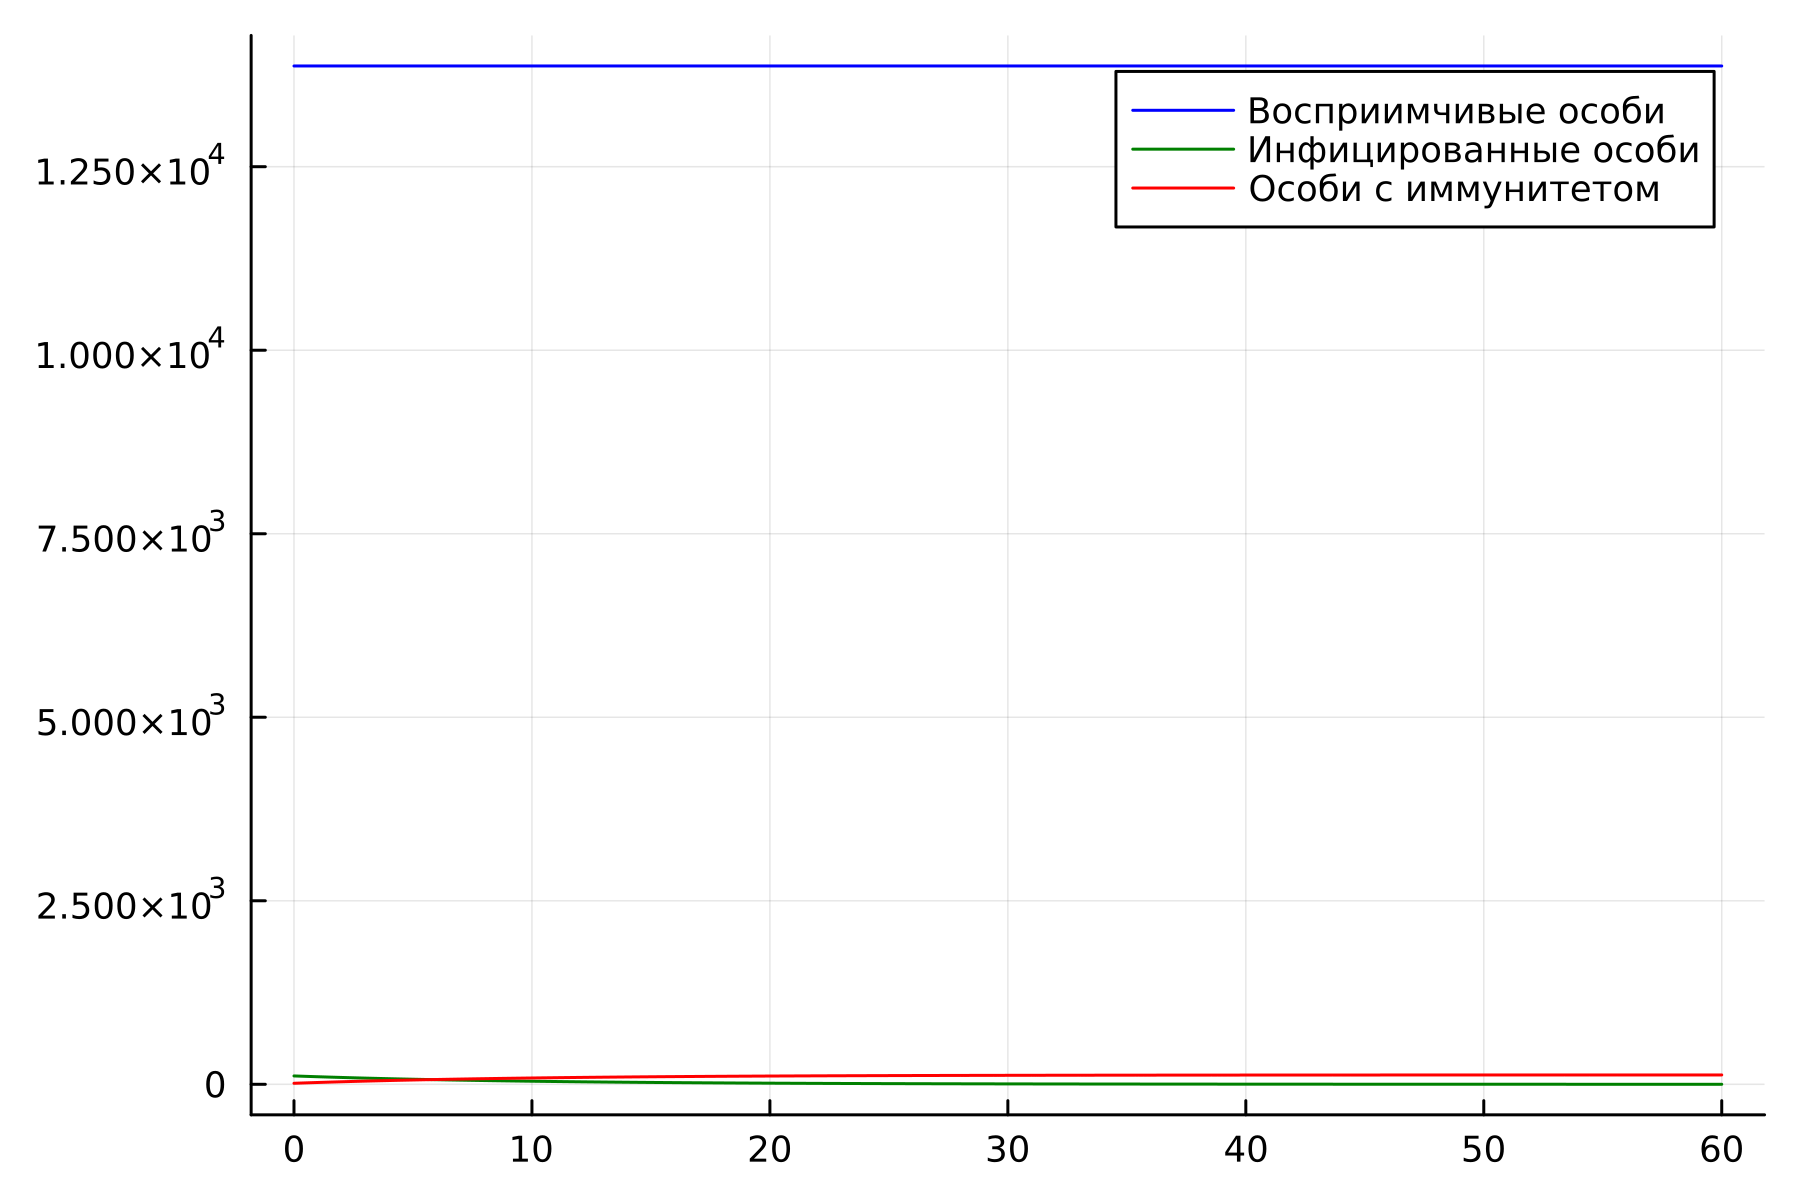 Восприимчивые особи
Инфицированные особи
Особи с иммунитетом
1.250×10⁴
1.000×10⁴
7.500×10³
5.000×10³
2.500×10³
0
0 10 20 30 40 50 60